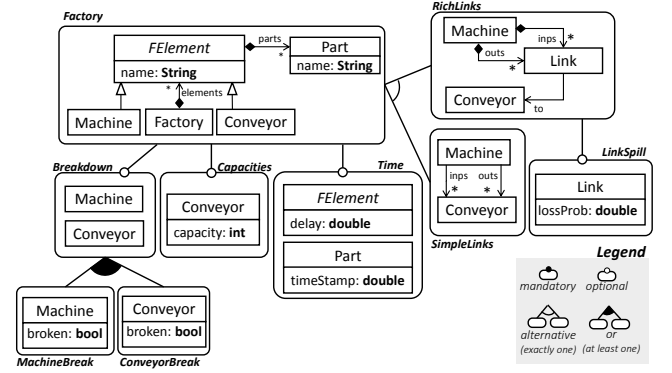 Factory
FElement
name: String
parts
*
Part
name: String
*
elements
Machine
Factory
Conveyor
RichLinks
Machine
inps
*
outs
*
Link
Conveyor
to
Machine
inps
outs
*
*
Conveyor
SimpleLinks
LinkSpill
Link
lossProb: double
Breakdown
Machine
Conveyor
Capacities
Conveyor
capacity: int
Time
FElement
delay: double
Part
timeStamp: double
Machine
broken: bool
MachineBreak
Conveyor
broken: bool
ConveyorBreak
Legend
mandatory
optional
alternative
(exactly one)
or
(at least one)